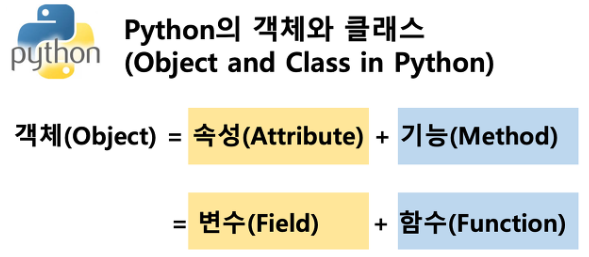 python
Python의 객체와 클래스
(Object and Class in Python)
객체(Object) = 속성(Attribute) + 기능(Method)
= 변수(Field) + 함수(Function)